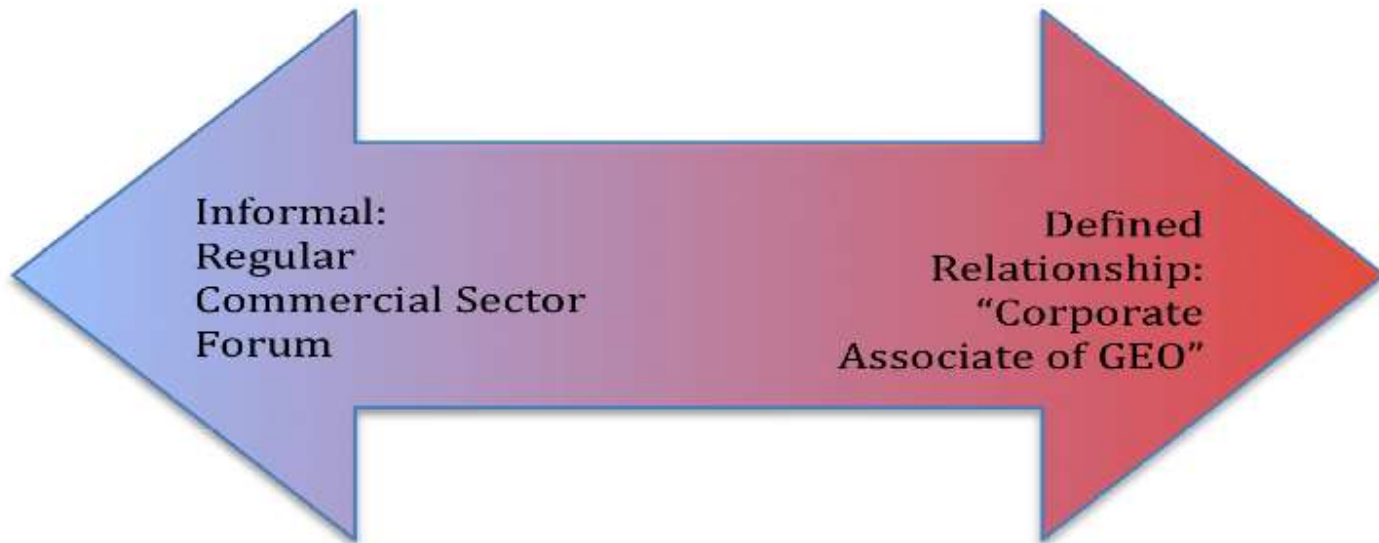 Informal:
Regular
Commercial Sector
Forum
Defined
Relationship:
“Corporate
Associate of GEO”